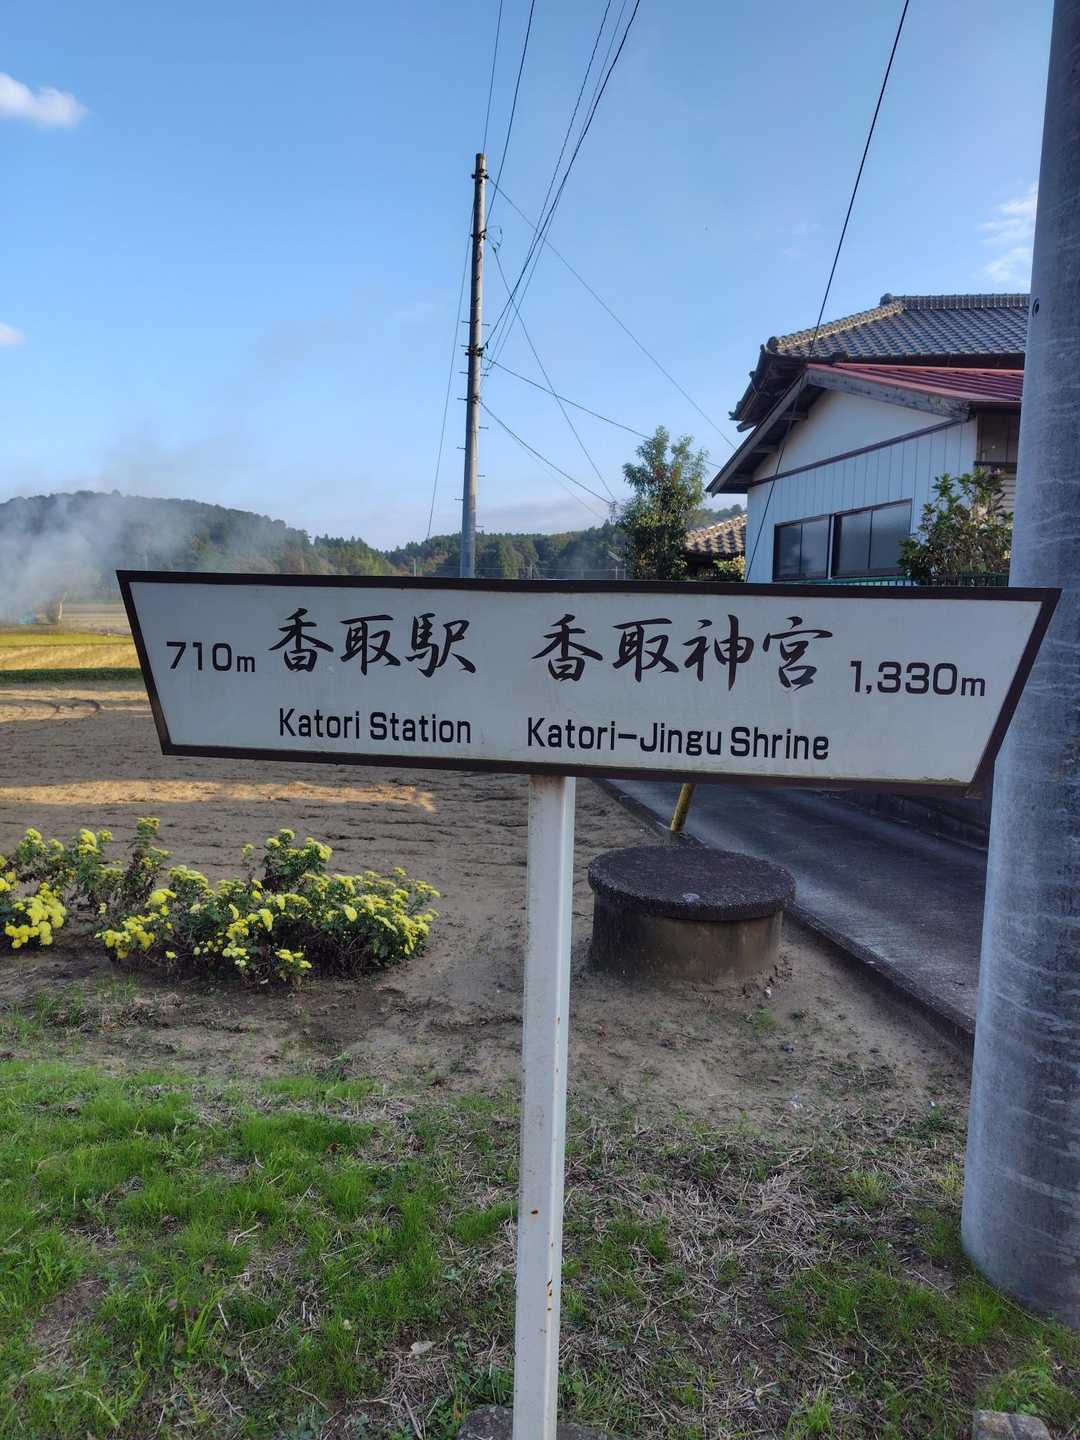 710m 香取駅 香取神宮 1,330m
Katori Station Katori-Jingu Shrine